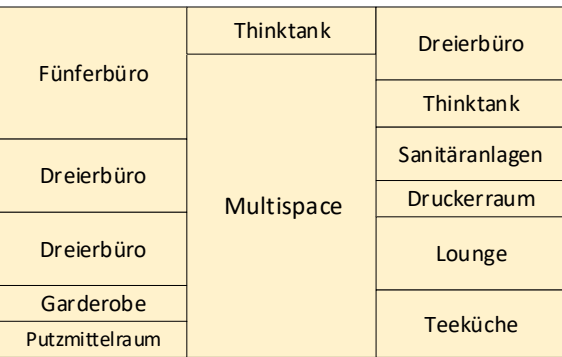 Fünferbüro
Dreierbüro
Dreierbüro
Garderobe
Putzmittelraum
Thinktank
Multispace
Dreierbüro
Thinktank
Sanitäranlagen
Druckerraum
Lounge
Teeküche